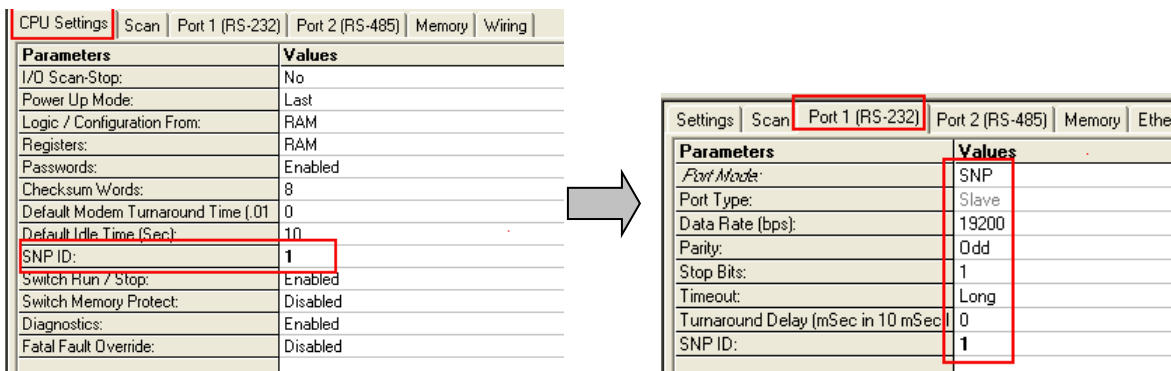 CPU Settings Scan Port 1 (RS-232) Port 2 (RS-485) Memory Wiring
Parameters Values
I/O Scan-Stop: No
Power Up Mode: Last
Logic / Configuration From: RAM
Registers: RAM
Passwords: Enabled
Checksum Words: 8
Default Modem Turnaround Time (.01 0
Default Idle Time (Sec): 10
SNP ID: 1
Switch Run / Stop: Enabled
Switch Memory Protect: Disabled
Diagnostics: Enabled
Fatal Fault Override: Disabled
Settings Scan Port 1 (RS-232) Port 2 (RS-485) Memory Ethe
Parameters Values
Port Mode: SNP
Port Type: Slave
Data Rate (bps): 19200
Parity: Odd
Stop Bits: 1
Timeout: Long
Turnaround Delay (mSec in 10 mSec I 0
SNP ID: 1